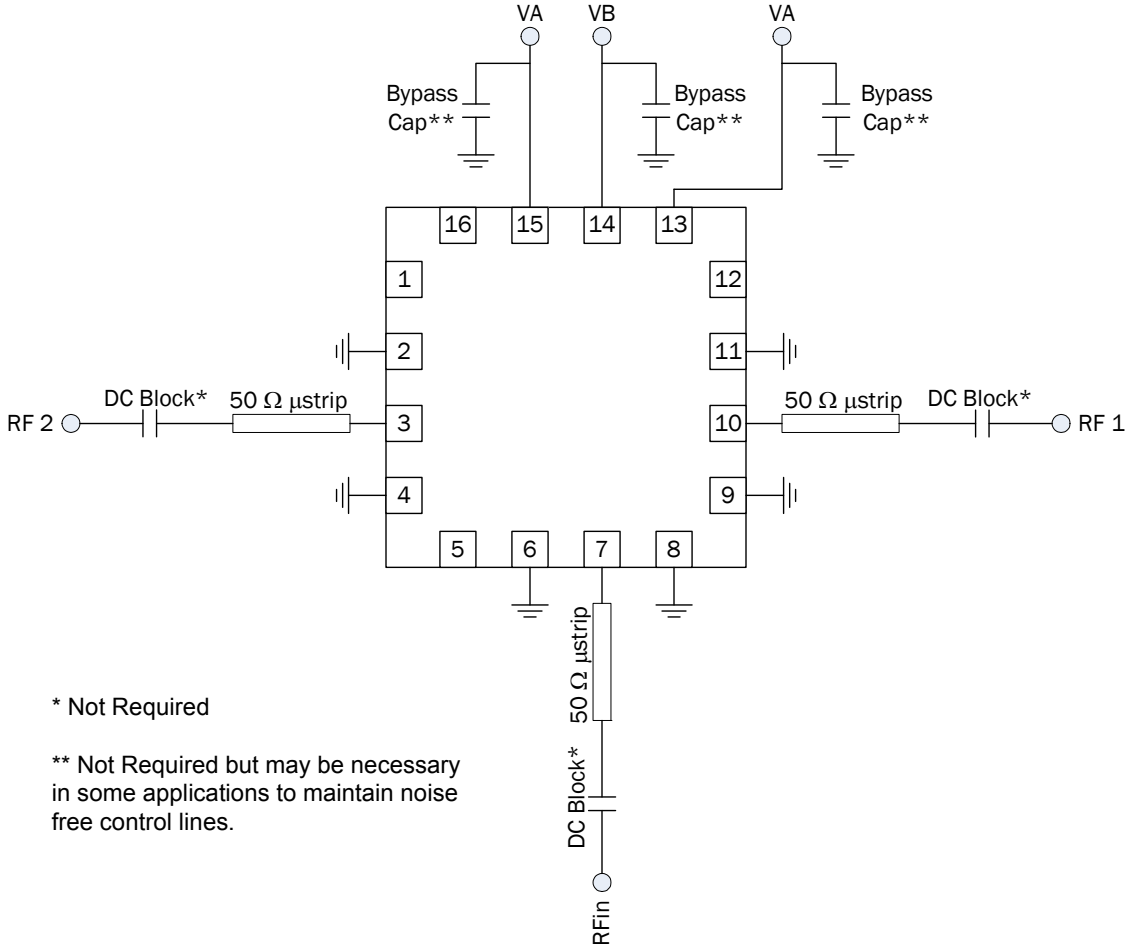 VA
VB
VA
Bypass
Cap**
Bypass
Cap**
Bypass
Cap**
16
15
14
13
1
12
2
11
DC Block*
50 Ω μstrip
50 Ω μstrip
DC Block*
RF 2
3
10
RF 1
4
9
5
6
7
8
50 Ω μstrip
* Not Required
** Not Required but may be necessary
in some applications to maintain noise
free control lines.
DC Block*
RFin